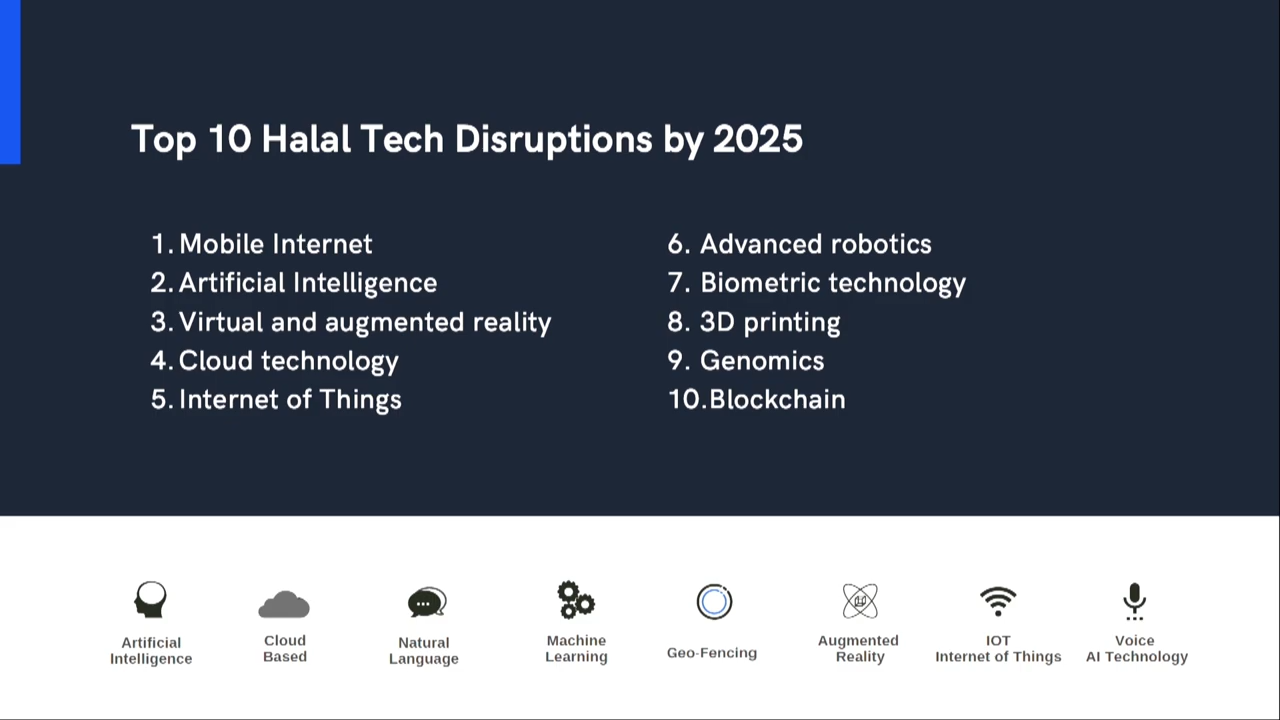 Top 10 Halal Tech Disruptions by 2025
1. Mobile Internet
2. Artificial Intelligence
3. Virtual and augmented reality
4. Cloud technology
5. Internet of Things
6. Advanced robotics
7. Biometric technology
8. 3D printing
9. Genomics
10.Blockchain
Artificial
Intelligence
Cloud
Based
Natural
Language
Machine
Learning
Geo-Fencing
Augmented
Reality
IOT
Internet of Things
Voice
AI Technology